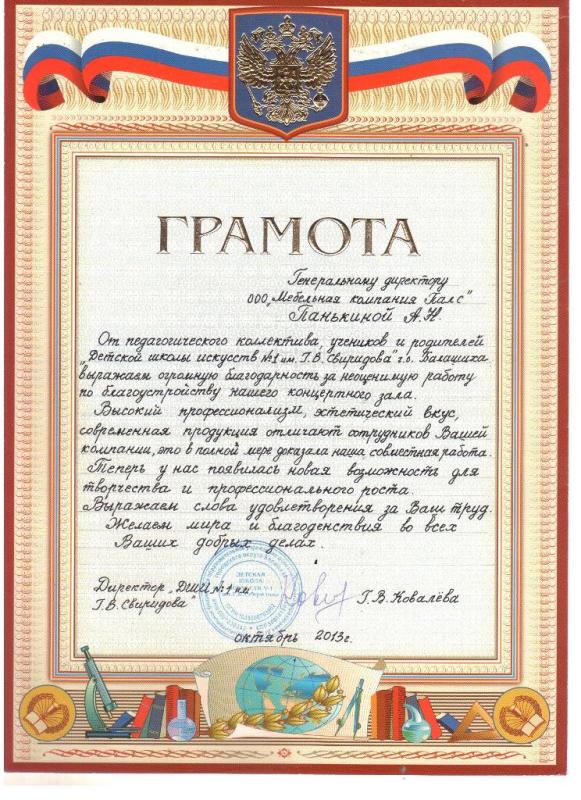 ГРАМОТА
Генеральному директору
ООО „Мебельная компания Палс"
Панькиной А.Н.
От педагогического коллектива, учеников и родителей
„Детской школы искусств №1 им. Г.В. Свиридова" г.о. Балашиха
выражаем огромную благодарность за неоценимую работу
по благоустройству нашего концертного зала.
Высокий профессионализм, эстетический вкус,
современная продукция отличают сотрудников Вашей
компании, это в полной мере доказала наша совместная работа.
Теперь у нас появилась новая возможность для
творчества и профессионального роста.
Выражаем слова удовлетворения за Ваш труд.
Желаем мира и благоденствия во всех
Ваших добрых делах.
ДЕТСКАЯ
ШКОЛА
Директор „ДШИ №1 им.
Г.В. Свиридова" Г.В. Ковалёва
октябрь 2013г.